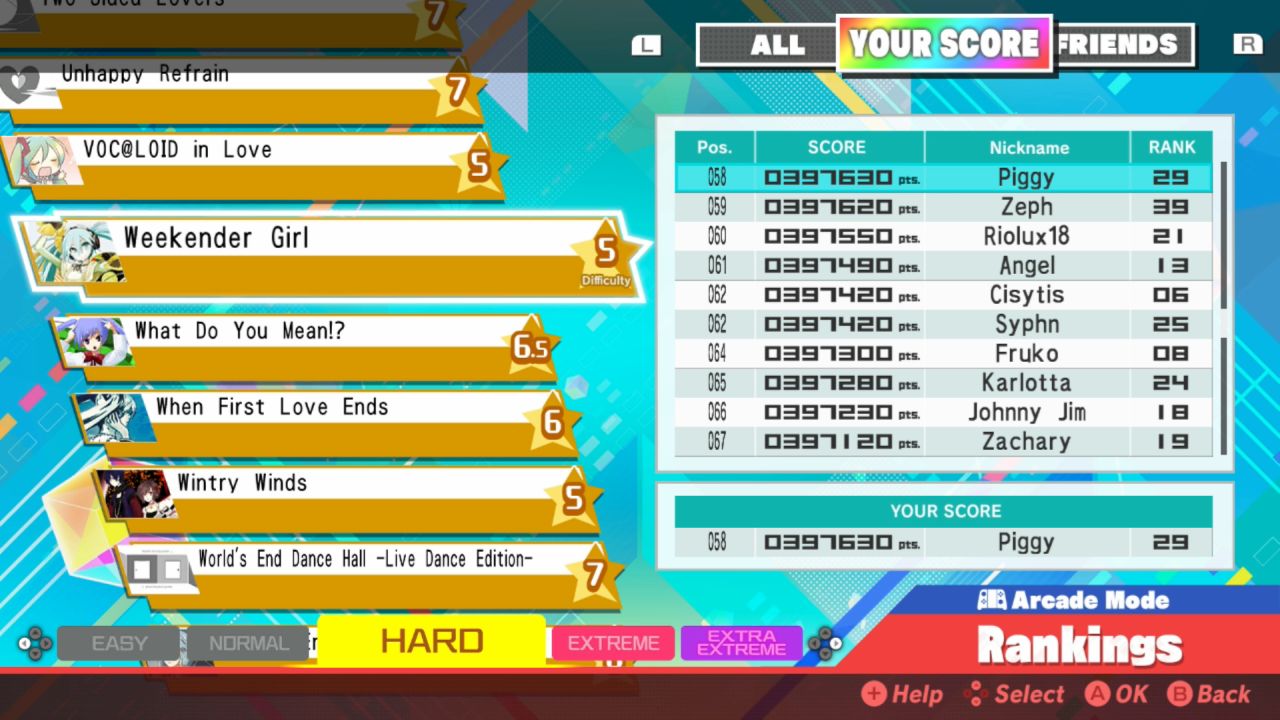 Two-Sided Lovers
7
Unhappy Refrain
7
VOC@LOID in Love
5
Weekender Girl
5
Difficulty
What Do You Mean!?
6.5
When First Love Ends
6
Wintry Winds
5
World's End Dance Hall -Live Dance Edition-
7
EASY NORMAL HARD EXTREME EXTRA EXTREME
L ALL YOUR SCORE FRIENDS R
Pos. SCORE Nickname RANK
058 0397630 pts. Piggy 29
059 0397620 pts. Zeph 39
060 0397550 pts. Riolux18 21
061 0397490 pts. Angel 13
062 0397420 pts. Cisytis 06
062 0397420 pts. Syphn 25
064 0397300 pts. Fruko 08
065 0397280 pts. Karlotta 24
066 0397230 pts. Johnny Jim 18
067 0397120 pts. Zachary 19
YOUR SCORE
058 0397630 pts. Piggy 29
Arcade Mode
Rankings
+ Help Select A OK B Back